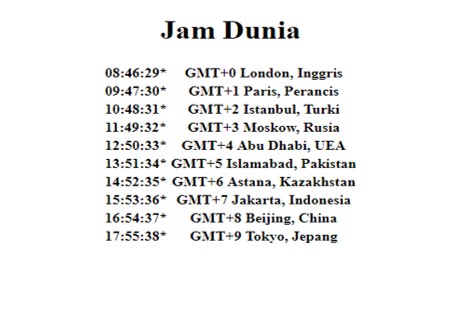 Jam Dunia
08:46:29* GMT+0 London, Inggris
09:47:30* GMT+1 Paris, Perancis
10:48:31* GMT+2 Istanbul, Turki
11:49:32* GMT+3 Moskow, Rusia
12:50:33* GMT+4 Abu Dhabi, UEA
13:51:34* GMT+5 Islamabad, Pakistan
14:52:35* GMT+6 Astana, Kazakhstan
15:53:36* GMT+7 Jakarta, Indonesia
16:54:37* GMT+8 Beijing, China
17:55:38* GMT+9 Tokyo, Jepang